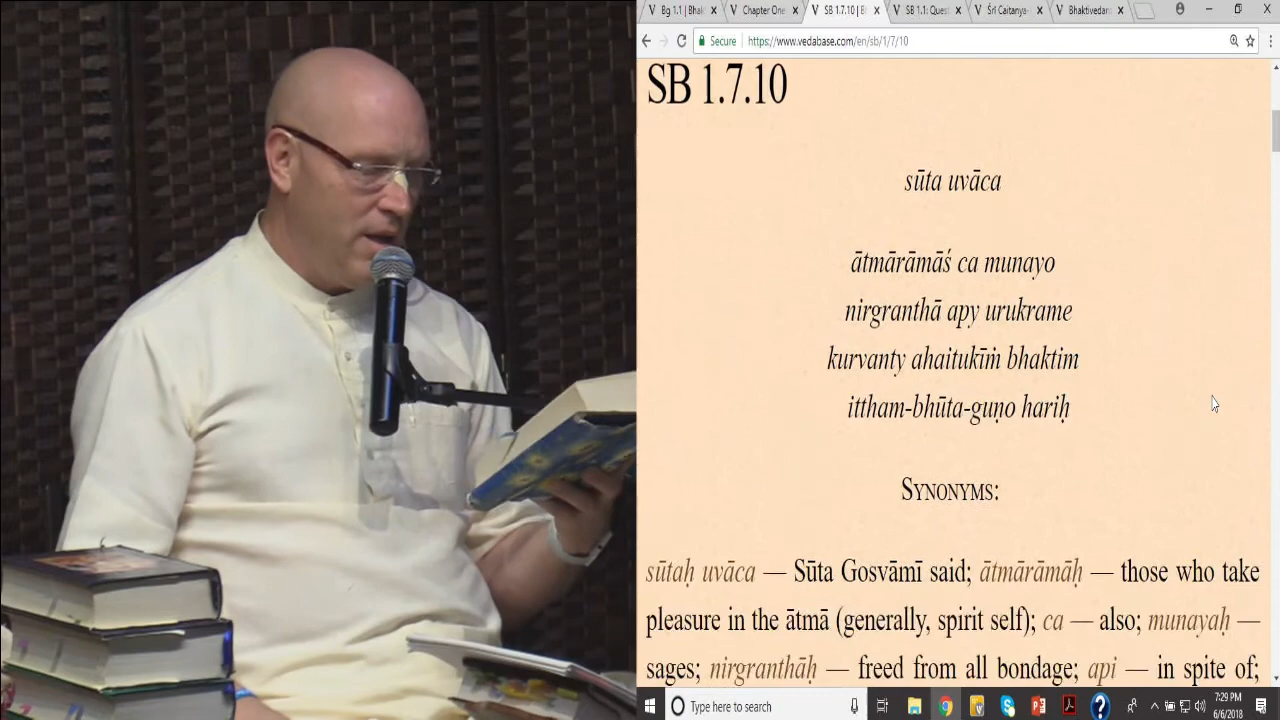 Bg 1.1 | Bhak
Chapter One
SB 1.7.10 | B
SB 1.1: Quest
Śrī Caitanya-
Bhaktivedan
Secure
https://www.vedabase.com/en/sb/1/7/10
SB 1.7.10
sūta uvāca
ātmārāmāś ca munayo
nirgranthā apy urukrame
kurvanty ahaitukīṁ bhaktim
ittham-bhūta-guṇo hariḥ
Synonyms:
sūtaḥ uvāca — Sūta Gosvāmī said; ātmārāmāḥ — those who take
pleasure in the ātmā (generally, spirit self); ca — also; munayaḥ —
sages; nirgranthāḥ — freed from all bondage; api — in spite of;
Type here to search
7:29 PM
6/6/2018